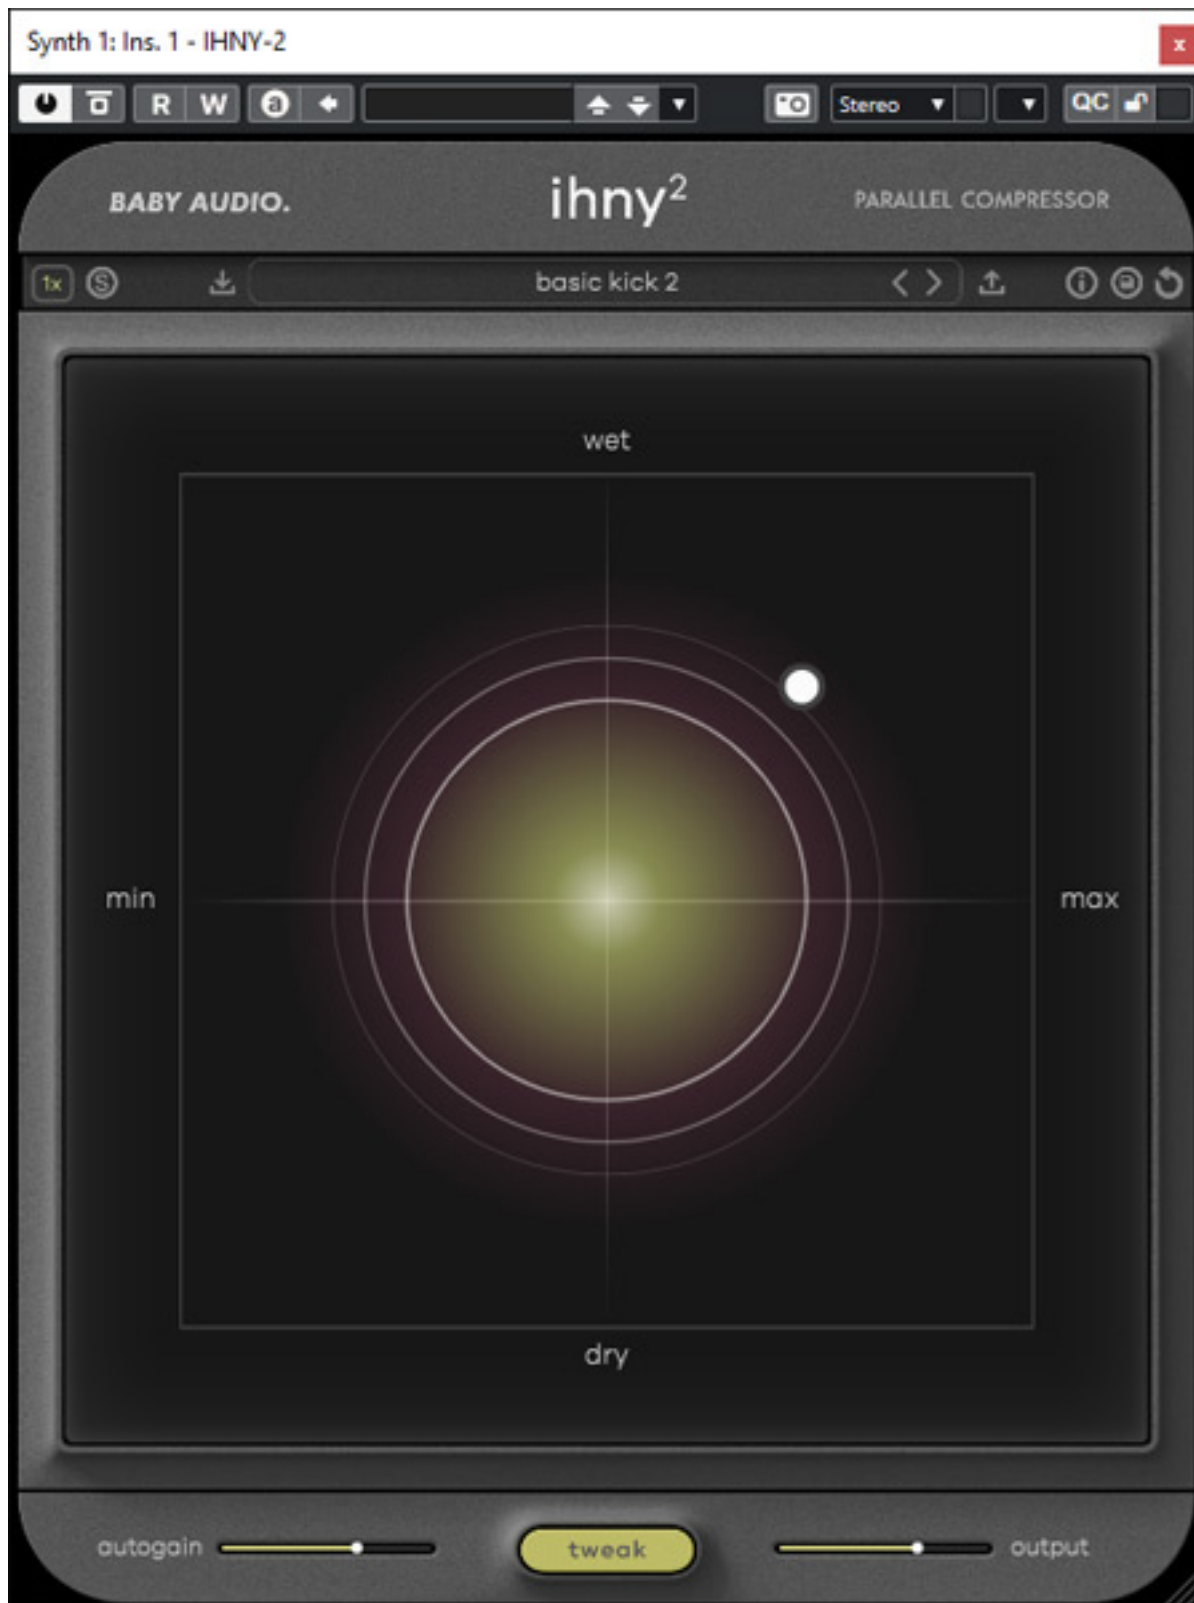 Synth 1: Ins. 1 - IHNY-2
x
R W a Stereo QC
BABY AUDIO. ihny² PARALLEL COMPRESSOR
1x S basic kick 2
wet
min max
dry
autogain tweak output